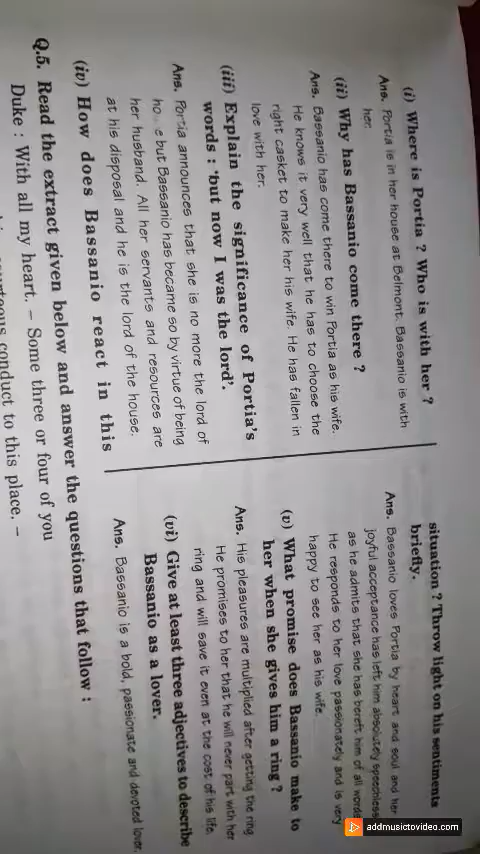 (i) Where is Portia ? Who is with her ?
Ans. Portia is in her house at Belmont. Bassanio is with
her.
(ii) Why has Bassanio come there ?
Ans. Bassanio has come there to win Portia as his wife.
He knows it very well that he has to choose the
right casket to make her his wife. He has fallen in
love with her.
(iii) Explain the significance of Portia's
words : 'but now I was the lord'.
Ans. Portia announces that she is no more the lord of
but Bassanio has became so by virtue of being
her husband. All her servants and resources are
at his disposal and he is the lord of the house.
(iv) How does Bassanio react in this
situation ? Throw light on his sentiments
briefly.
Ans. Bassanio loves Portia by heart and soul and her
joyful acceptance has left him absolutely speechless
as he admits that she has bereft him of all words
He responds to her love passionately and is very
happy to see her as his wife.
(v) What promise does Bassanio make to
her when she gives him a ring ?
Ans. His pleasures are multiplied after getting the ring
He promises to her that he will never part with her
ring and will save it even at the cost of his life.
(vi) Give at least three adjectives to describe
Bassanio as a lover.
Ans. Bassanio is a bold, passionate and devoted lover.
Q.5. Read the extract given below and answer the questions that follow :
Duke : With all my heart. – Some three or four of you
conduct to this place. –
addmusictovideo.com